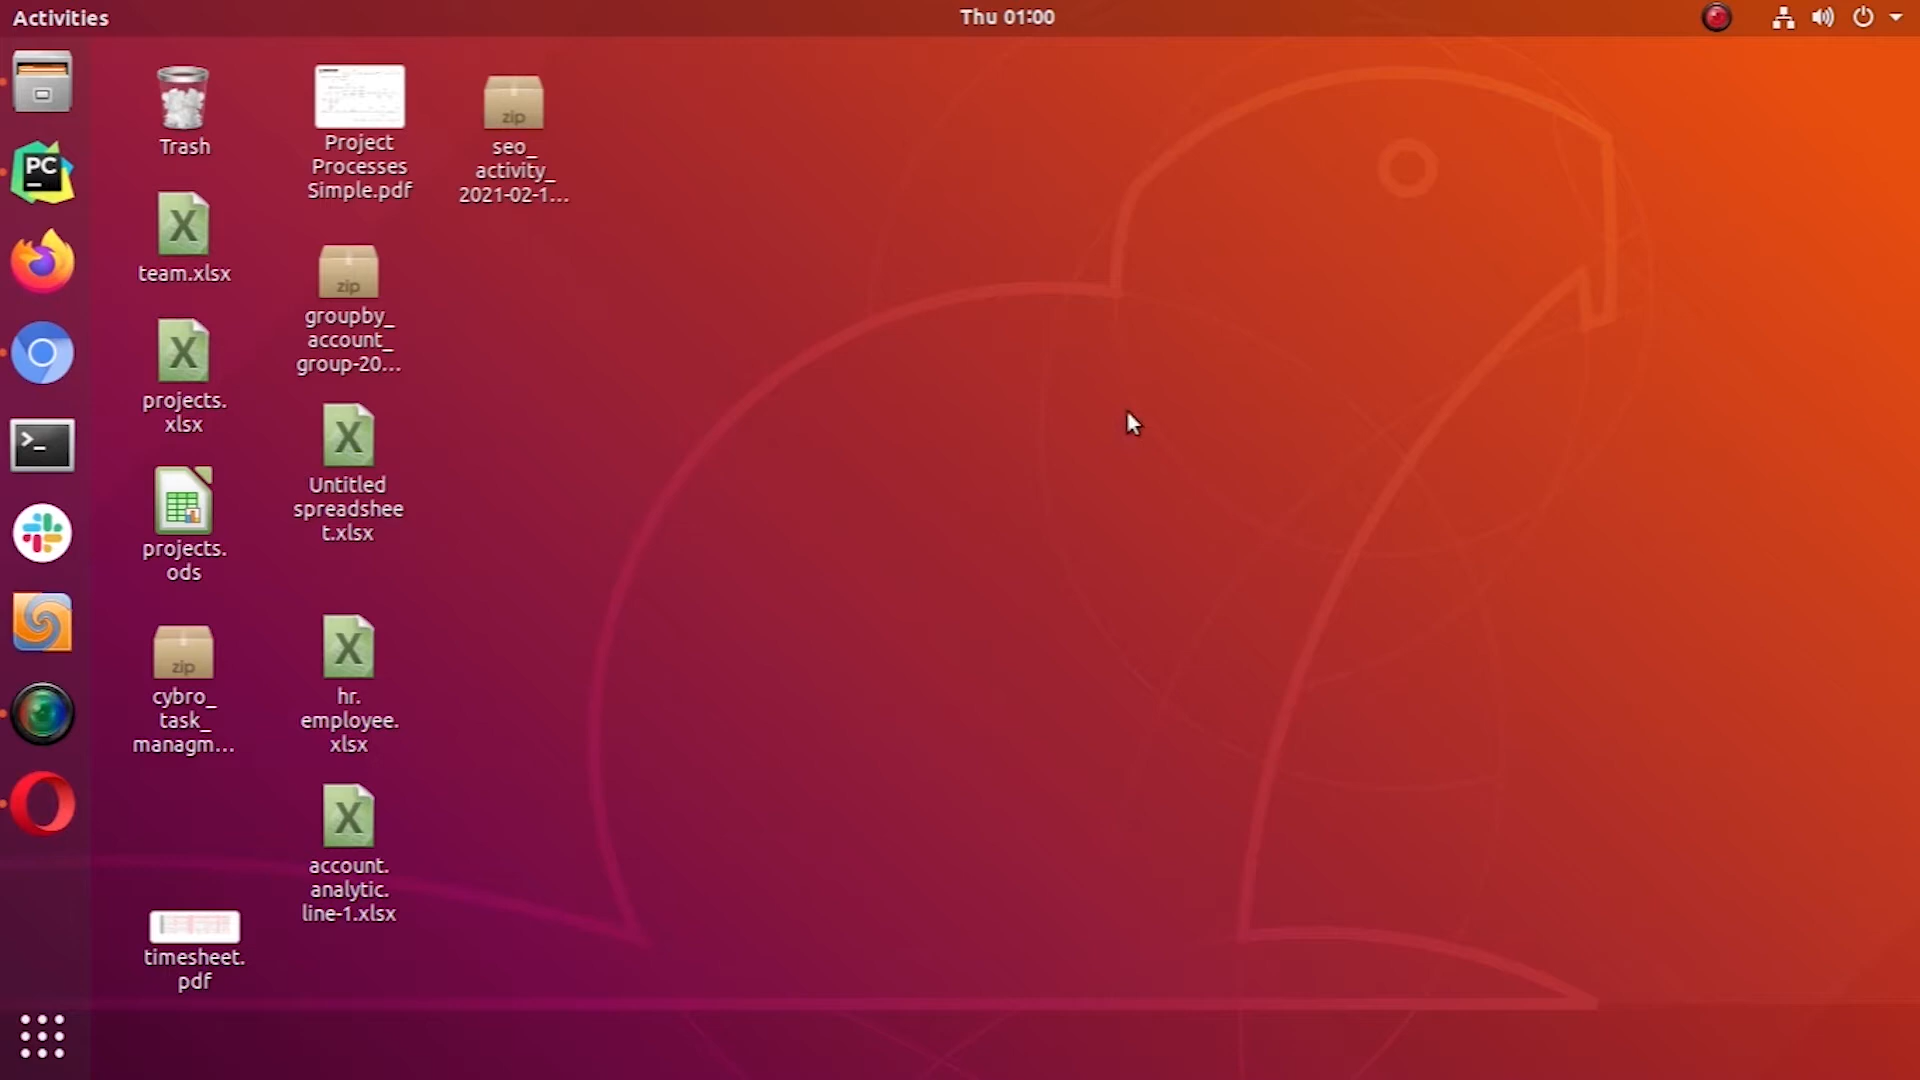 Activities
Thu 01:00
Trash
Project
Processes
Simple.pdf
zip
seo_
activity_
2021-02-1...
PC
team.xlsx
zip
groupby_
account_
group-20...
projects.
xlsx
Untitled
spreadshee
t.xlsx
projects.
ods
zip
cybro_
task_
managm...
hr.
employee.
xlsx
account.
analytic.
line-1.xlsx
timesheet.
pdf